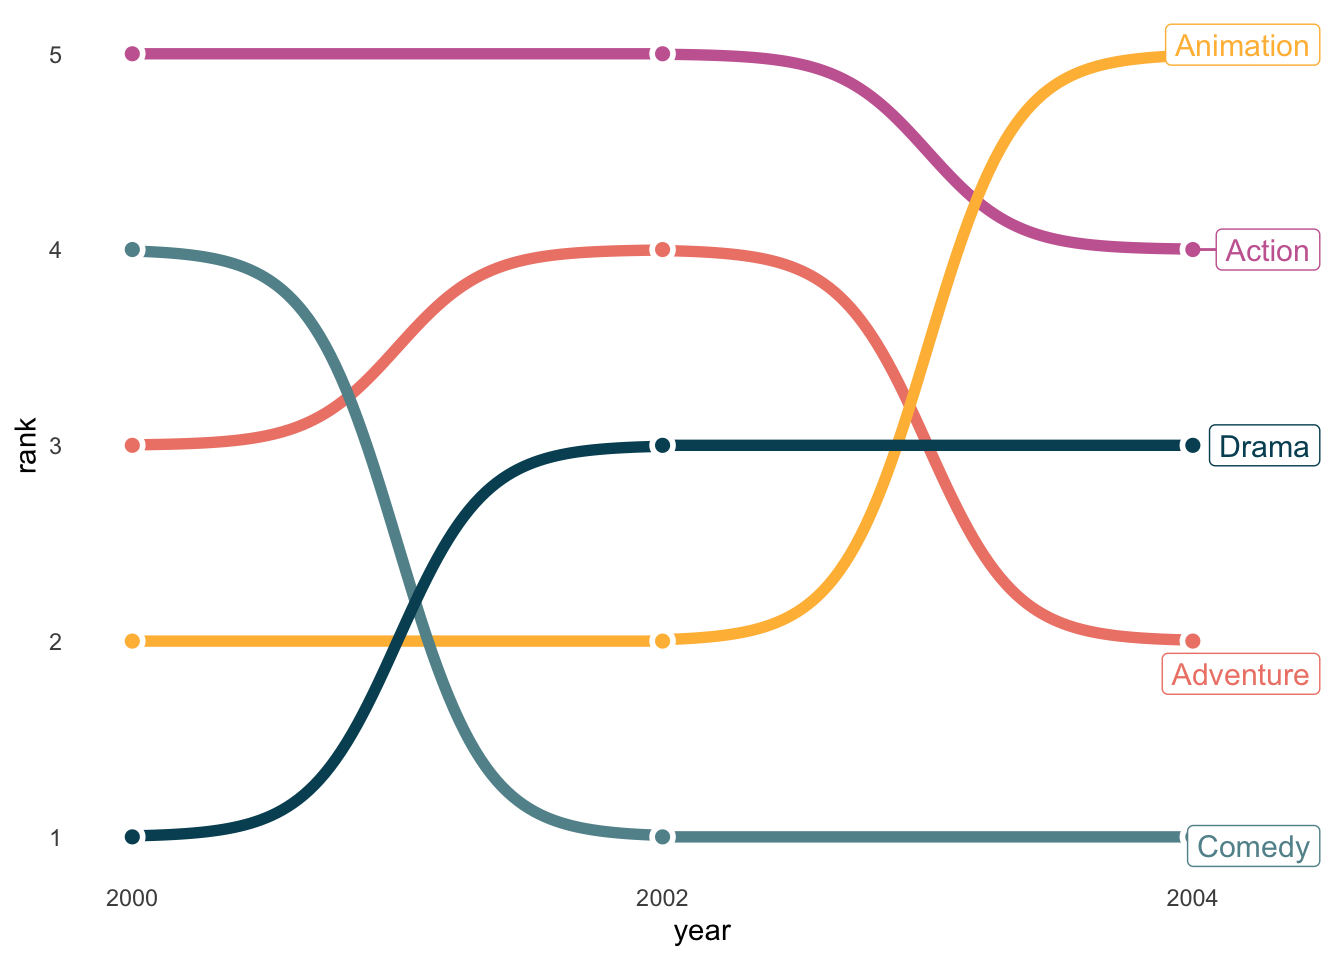 5
4
3
2
1
rank
2000
2002
2004
year
Animation
Action
Drama
Adventure
Comedy